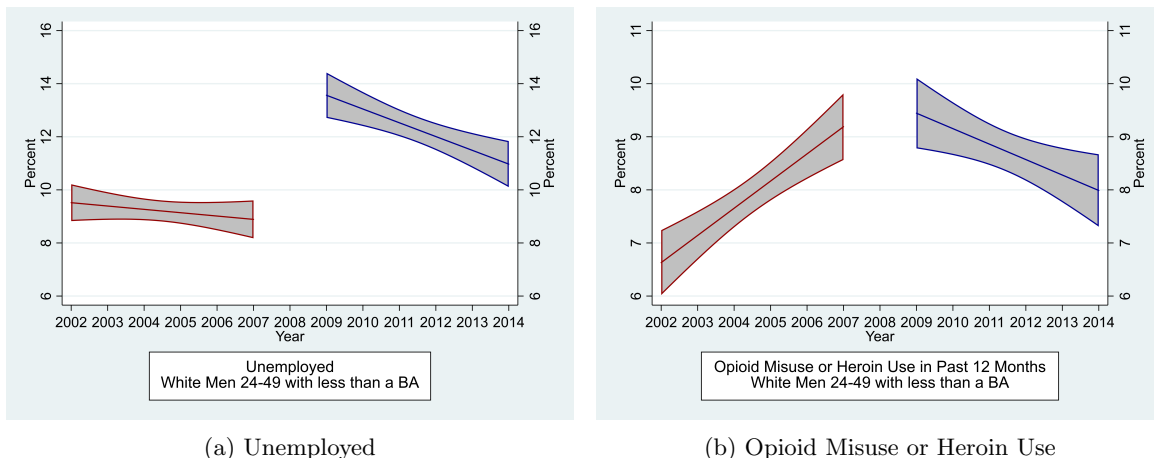 16
14
12
10
8
6
Percent
16
14
12
10
8
6
Percent
2002 2003 2004 2005 2006 2007 2008 2009 2010 2011 2012 2013 2014
Year
Unemployed
White Men 24-49 with less than a BA
(a) Unemployed
11
10
9
8
7
6
Percent
11
10
9
8
7
6
Percent
2002 2003 2004 2005 2006 2007 2008 2009 2010 2011 2012 2013 2014
Year
Opioid Misuse or Heroin Use in Past 12 Months
White Men 24-49 with less than a BA
(b) Opioid Misuse or Heroin Use